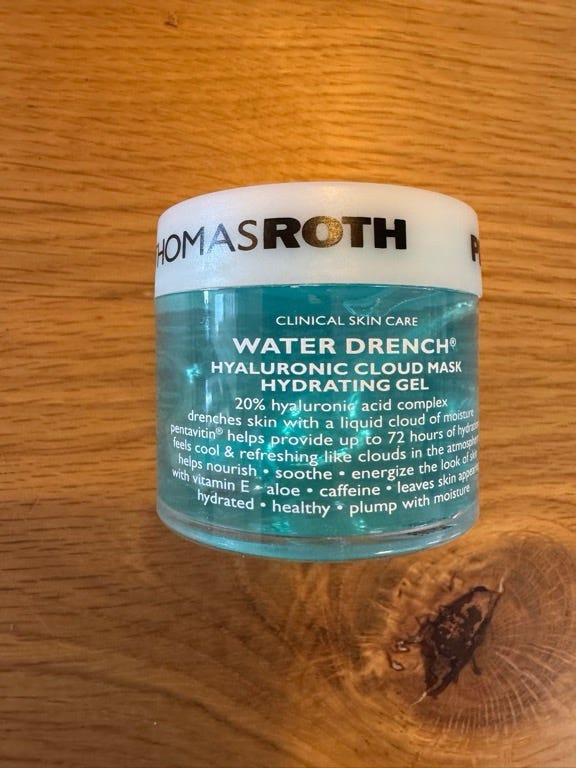 HOMASROTH
CLINICAL SKIN CARE
WATER DRENCH®
HYALURONIC CLOUD MASK
HYDRATING GEL
20% hyaluronic acid complex
drenches skin with a liquid cloud of moisture
pentavitin® helps provide up to 72 hours of
feels cool & refreshing like clouds in the
helps nourish • soothe • energize the look of skin
with vitamin E • aloe • caffeine • leaves skin
hydrated • healthy • plump with moisture